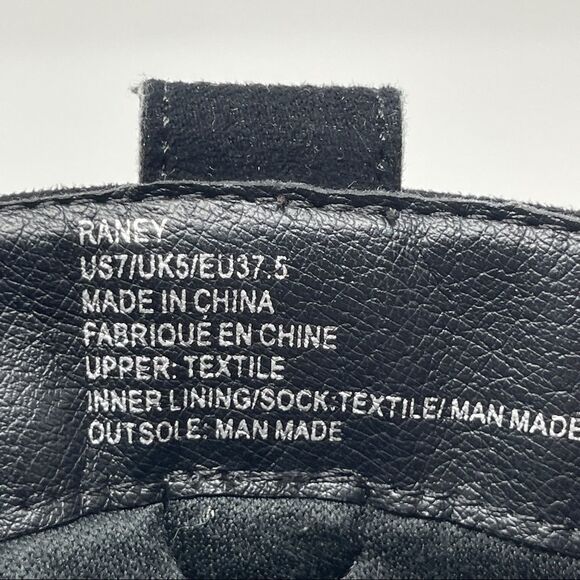 RANEY
US7/UK5/EU37.5
MADE IN CHINA
FABRIQUÉ EN CHINE
UPPER: TEXTILE
INNER LINING/SOCK:TEXTILE/ MAN MADE
OUTSOLE: MAN MADE